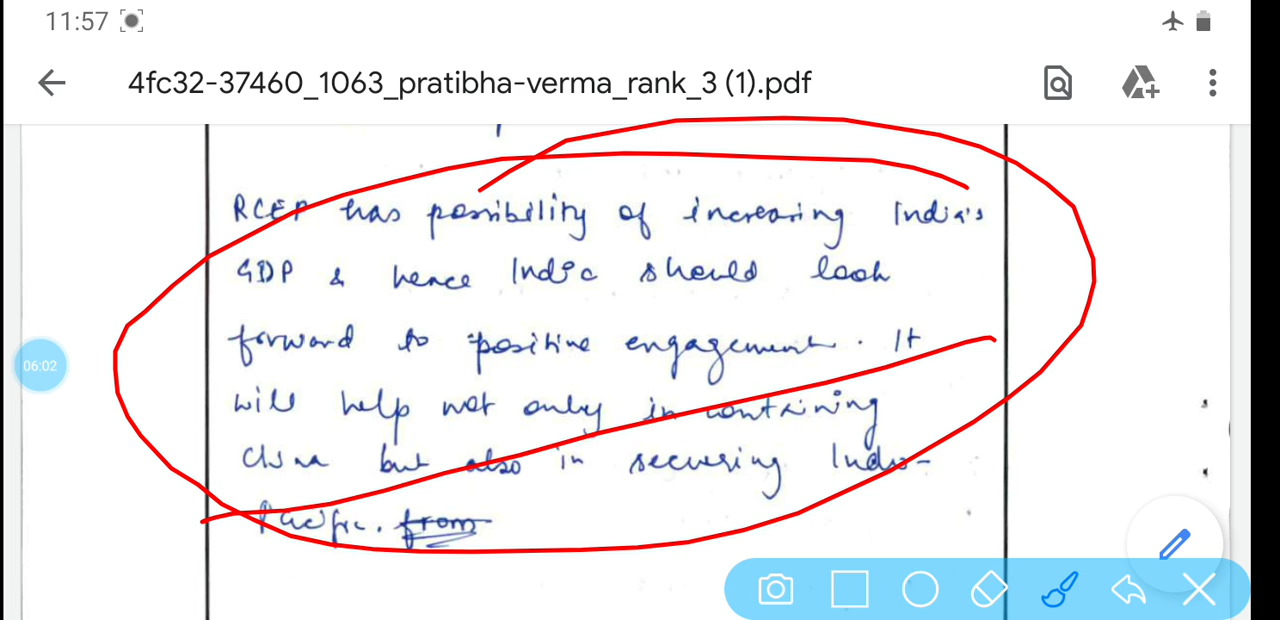 11:57
4fc32-37460_1063_pratibha-verma_rank_3 (1).pdf
RCEP has possibility of increasing India's
GDP & hence India should look
forward to positive engagement. It
06:02
will help not only in containing
China but also in securing Indo-
Pacific. from